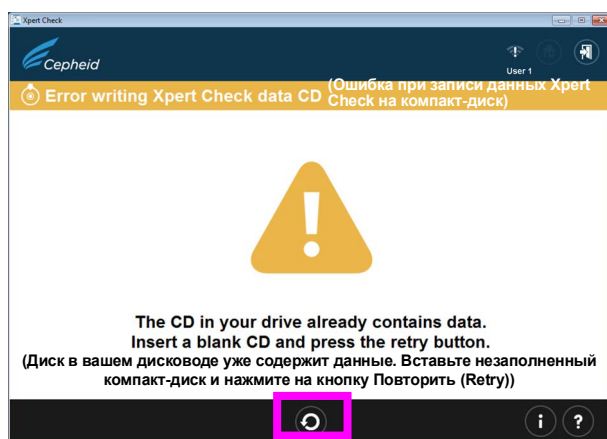 Xpert Check
Cepheid
User 1
Error writing Xpert Check data CD
(Ошибка при записи данных Xpert
Check на компакт-диск)
The CD in your drive already contains data.
Insert a blank CD and press the retry button.
(Диск в вашем дисководе уже содержит данные. Вставьте незаполненный
компакт-диск и нажмите на кнопку Повторить (Retry))
i ?